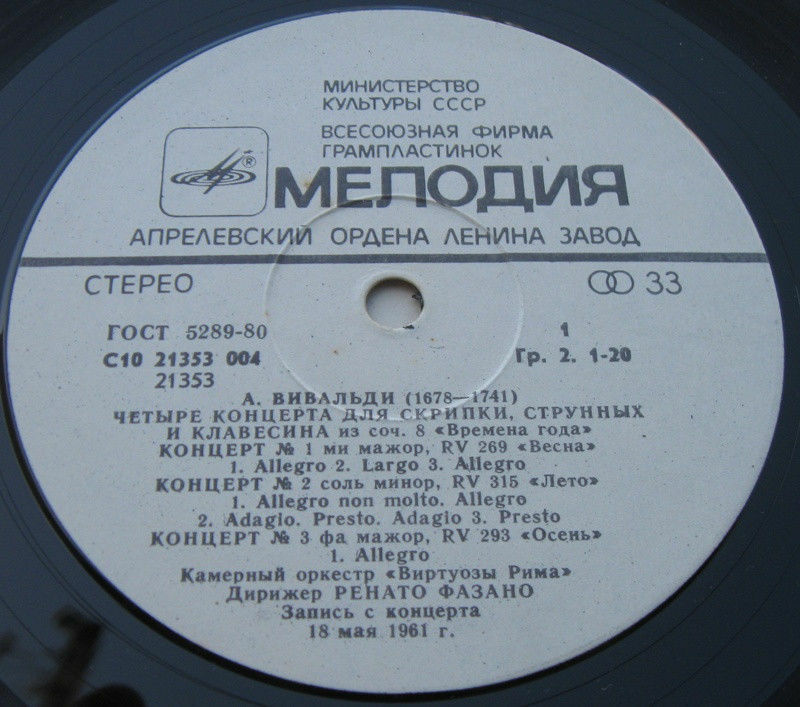 МИНИСТЕРСТВО
КУЛЬТУРЫ СССР
ВСЕСОЮЗНАЯ ФИРМА
ГРАМПЛАСТИНОК
®
МЕЛОДИЯ
АПРЕЛЕВСКИЙ ОРДЕНА ЛЕНИНА ЗАВОД
СТЕРЕО 33
ГОСТ 5289-80 1
С10 21353 004 Гр. 2. 1-20
21353
А. ВИВАЛЬДИ (1678—1741)
ЧЕТЫРЕ КОНЦЕРТА ДЛЯ СКРИПКИ, СТРУННЫХ
И КЛАВЕСИНА из соч. 8 «Времена года»
КОНЦЕРТ № 1 ми мажор, RV 269 «Весна»
1. Allegro 2. Largo 3. Allegro
КОНЦЕРТ № 2 соль минор, RV 315 «Лето»
1. Allegro non molto. Allegro
2. Adagio. Presto. Adagio 3. Presto
КОНЦЕРТ № 3 фа мажор, RV 293 «Осень»
1. Allegro
Камерный оркестр «Виртуозы Рима»
Дирижер РЕНАТО ФАЗАНО
Запись с концерта
18 мая 1961 г.